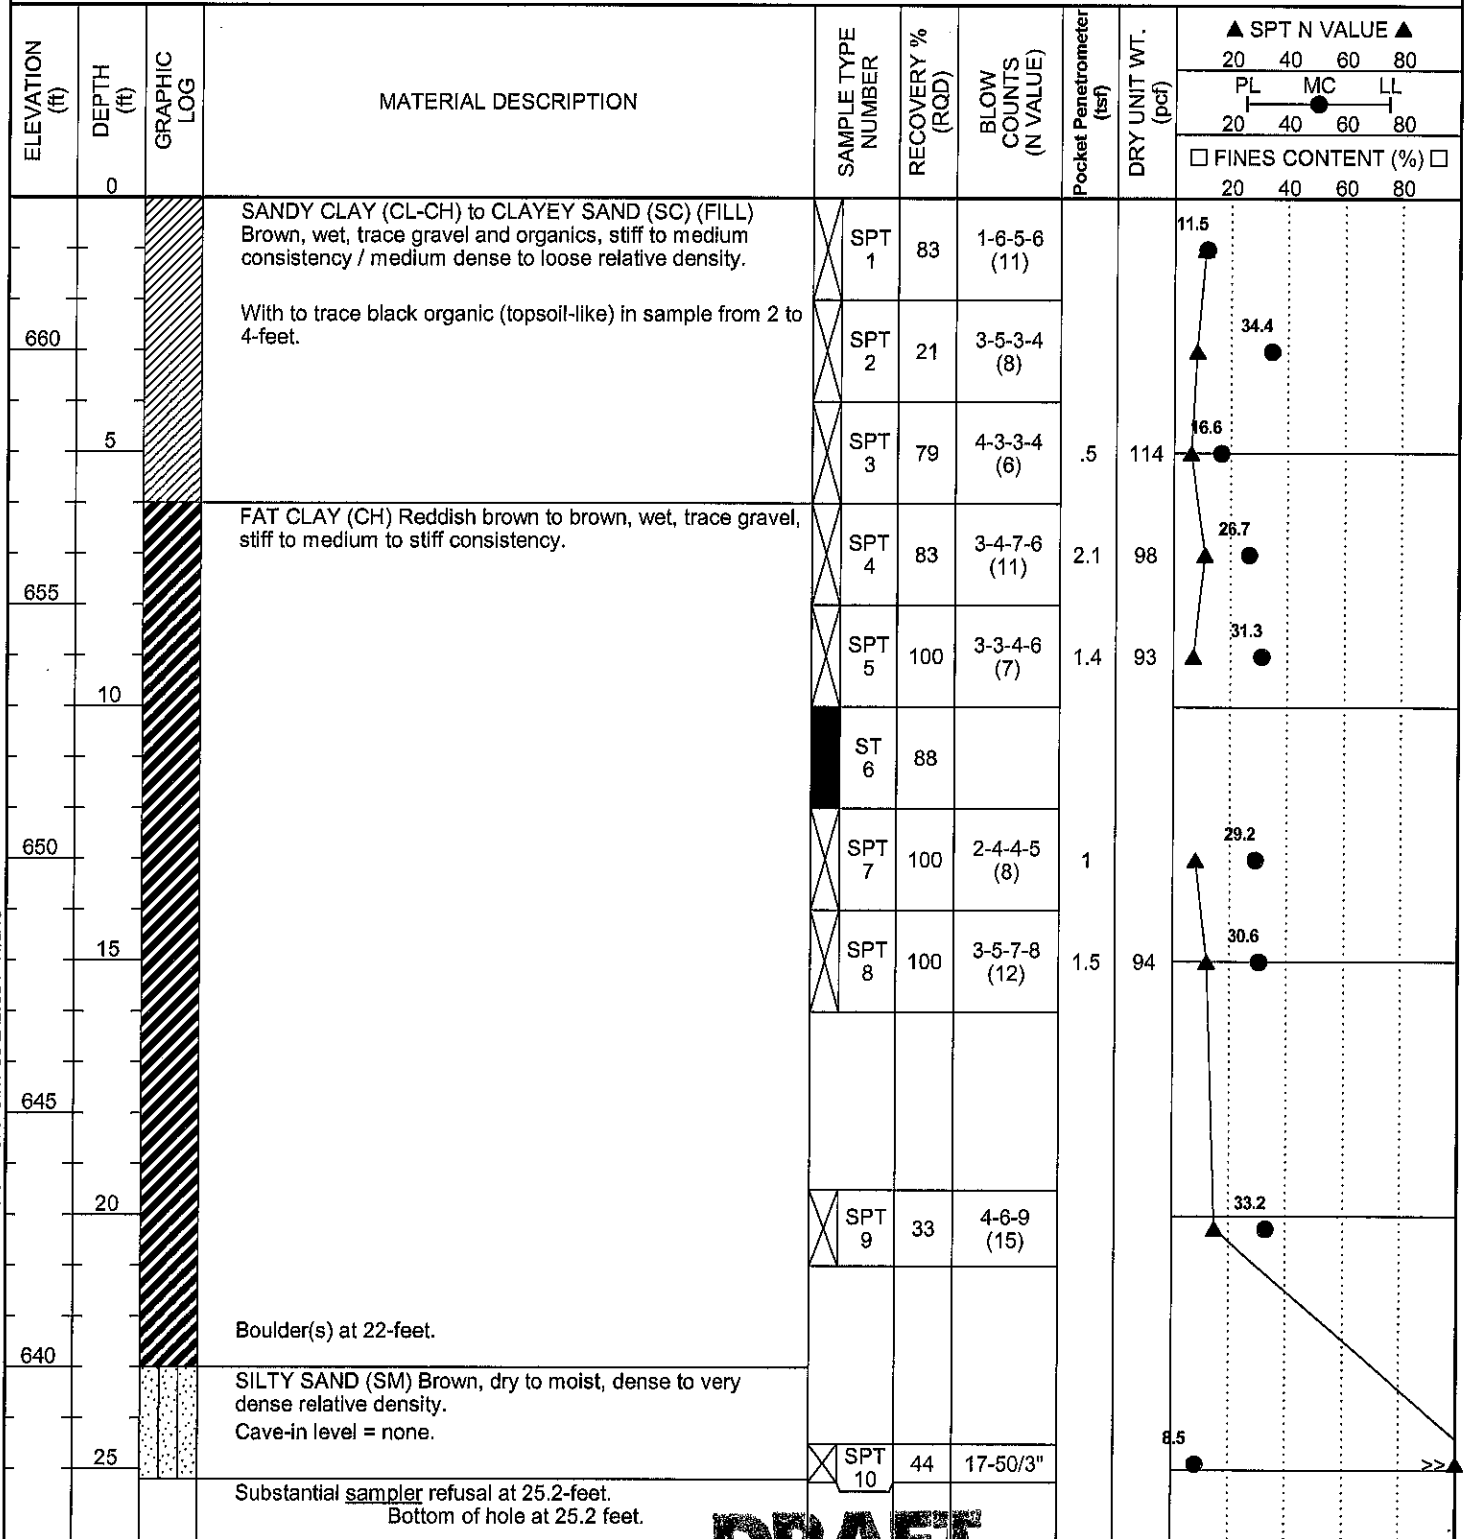 ELEVATION (ft)
DEPTH (ft)
GRAPHIC LOG
MATERIAL DESCRIPTION
SAMPLE TYPE NUMBER
RECOVERY % (RQD)
BLOW COUNTS (N VALUE)
Pocket Penetrometer (tsf)
DRY UNIT WT. (pcf)
▲ SPT N VALUE ▲
20 40 60 80
PL MC LL
20 40 60 80
☐ FINES CONTENT (%) ☐
20 40 60 80
0
SANDY CLAY (CL-CH) to CLAYEY SAND (SC) (FILL)
Brown, wet, trace gravel and organics, stiff to medium
consistency / medium dense to loose relative density.
SPT 1 83 1-6-5-6 (11) 11.5
With to trace black organic (topsoil-like) in sample from 2 to
4-feet.
660
SPT 2 21 3-5-3-4 (8) 34.4
5
SPT 3 79 4-3-3-4 (6) .5 114 16.6
FAT CLAY (CH) Reddish brown to brown, wet, trace gravel,
stiff to medium to stiff consistency.
SPT 4 83 3-4-7-6 (11) 2.1 98 26.7
655
SPT 5 100 3-3-4-6 (7) 1.4 93 31.3
10
ST 6 88
650
SPT 7 100 2-4-4-5 (8) 1 29.2
15
SPT 8 100 3-5-7-8 (12) 1.5 94 30.6
645
20
SPT 9 33 4-6-9 (15) 33.2
Boulder(s) at 22-feet.
640
SILTY SAND (SM) Brown, dry to moist, dense to very
dense relative density.
Cave-in level = none.
25
SPT 10 44 17-50/3" 8.5 >>
Substantial sampler refusal at 25.2-feet.
Bottom of hole at 25.2 feet.
DRAFT